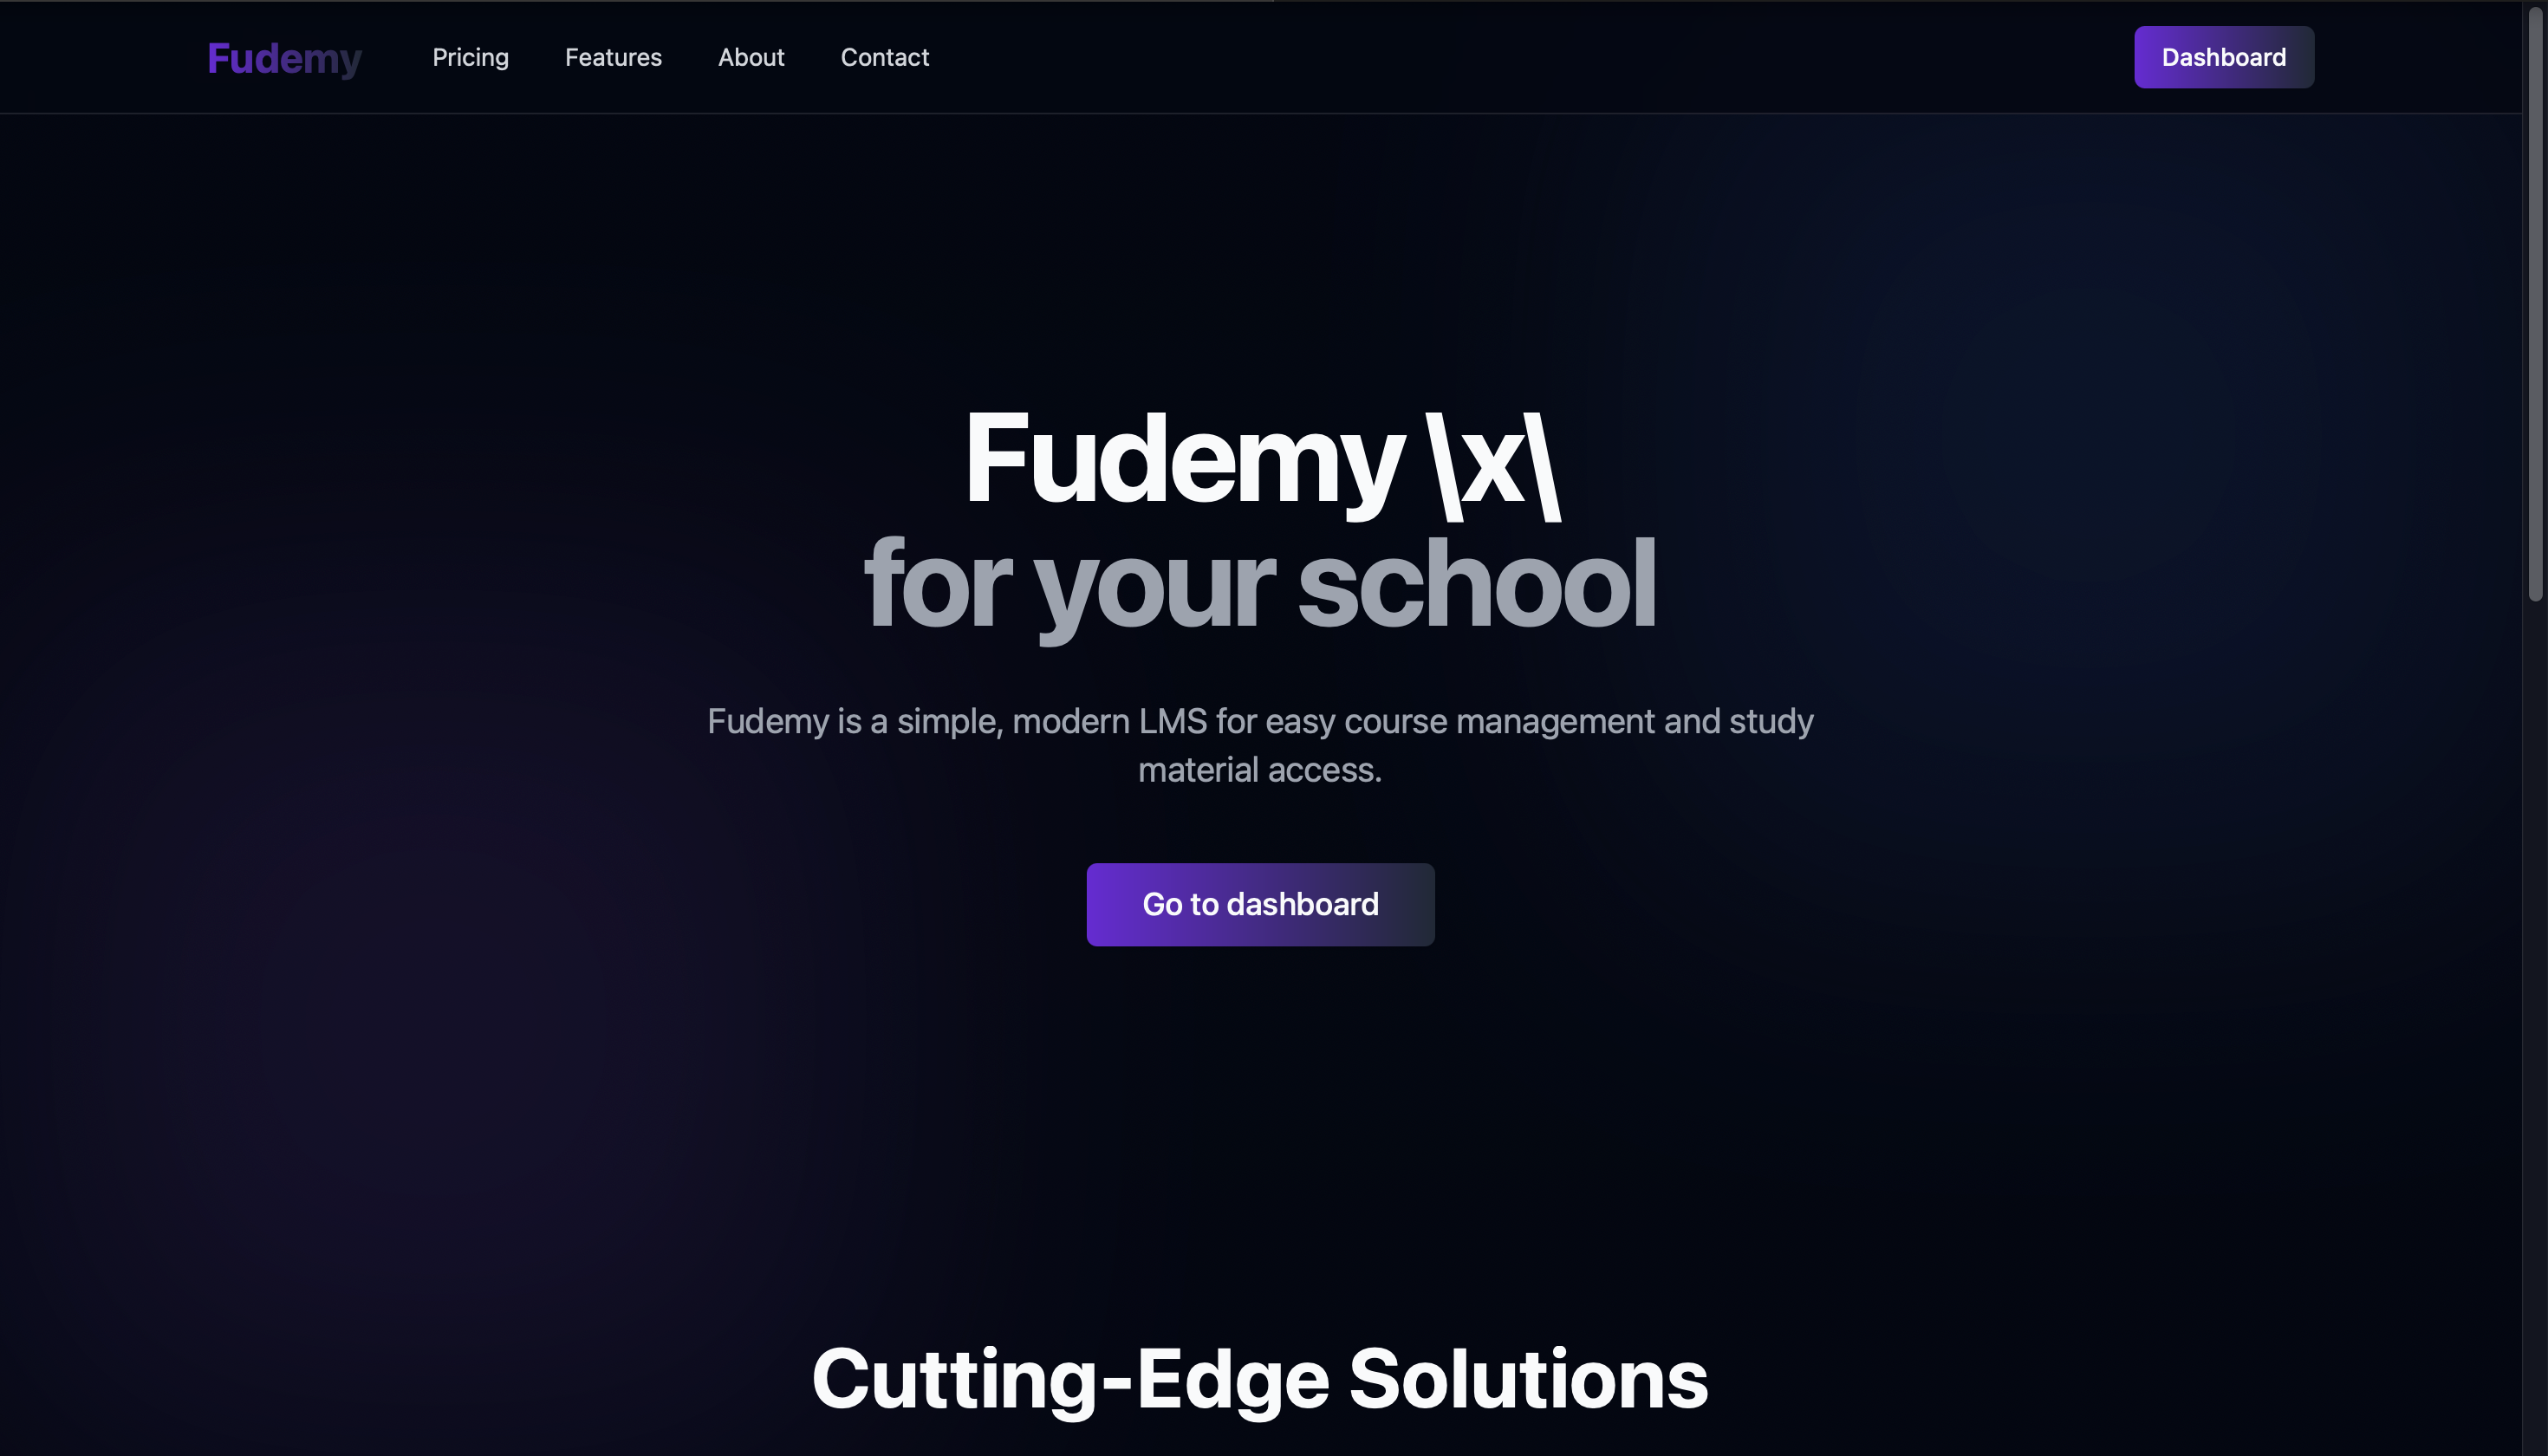 Fudemy
Pricing
Features
About
Contact
Dashboard
Fudemy \x\
for your school
Fudemy is a simple, modern LMS for easy course management and study
material access.
Go to dashboard
Cutting-Edge Solutions